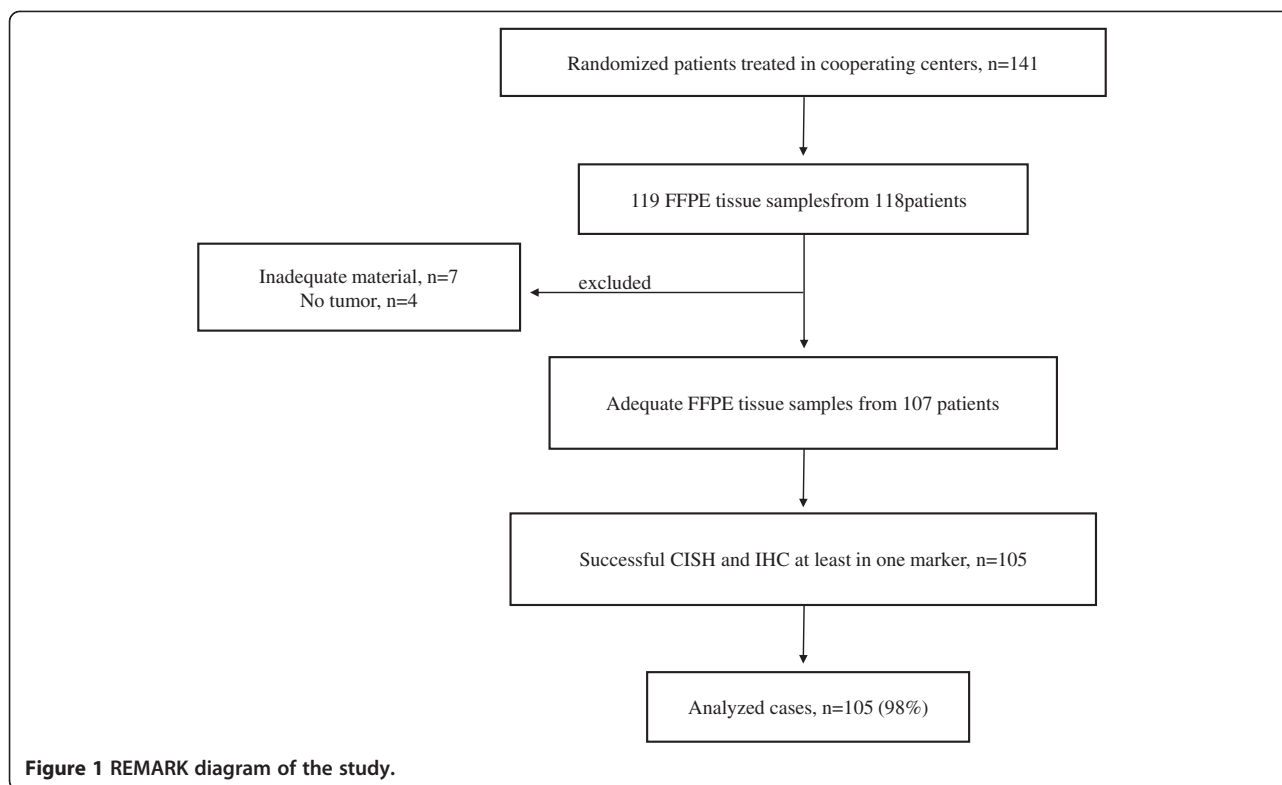 Randomized patients treated in cooperating centers, n=141
119 FFPE tissue samplesfrom 118patients
Inadequate material, n=7
No tumor, n=4
excluded
Adequate FFPE tissue samples from 107 patients
Successful CISH and IHC at least in one marker, n=105
Analyzed cases, n=105 (98%)
Figure 1 REMARK diagram of the study.